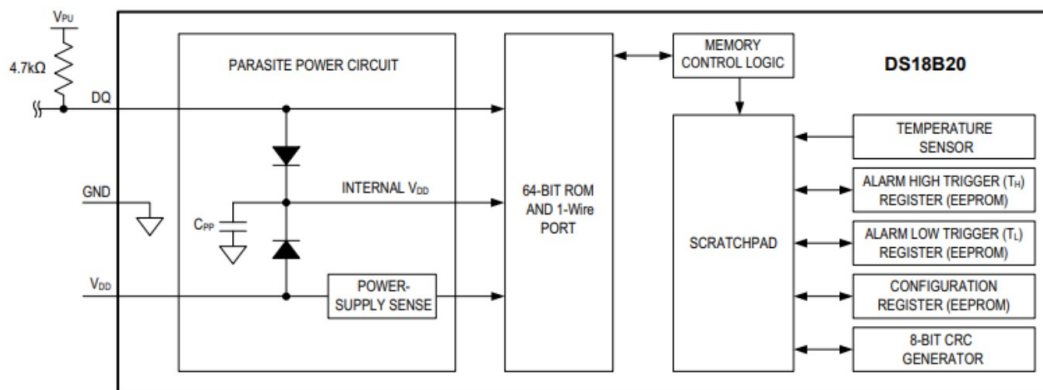 VPU
4.7kΩ
DQ
GND
VDD
PARASITE POWER CIRCUIT
INTERNAL VDD
CPP
POWER-
SUPPLY SENSE
64-BIT ROM
AND 1-Wire
PORT
MEMORY
CONTROL LOGIC
SCRATCHPAD
DS18B20
TEMPERATURE
SENSOR
ALARM HIGH TRIGGER (TH)
REGISTER (EEPROM)
ALARM LOW TRIGGER (TL)
REGISTER (EEPROM)
CONFIGURATION
REGISTER (EEPROM)
8-BIT CRC
GENERATOR